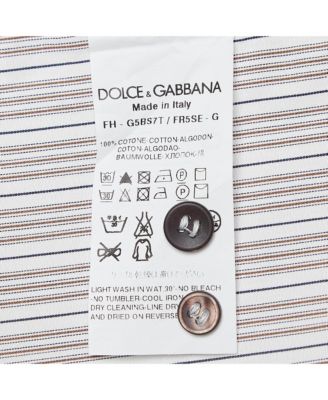 DOLCE & GABBANA
Made in Italy
FH - G5BS7T / FR5SE - G
100% COTONE-COTTON-ALGODON-
COTON-ALGODAO-
BAUMWOLLE-ХЛОПОК/
LIGHT WASH IN WAT.30°-NO BLEACH
-NO TUMBLER-COOL IRON
DRY CLEANING-LINE DRY
AND DRIED ON REVERSE